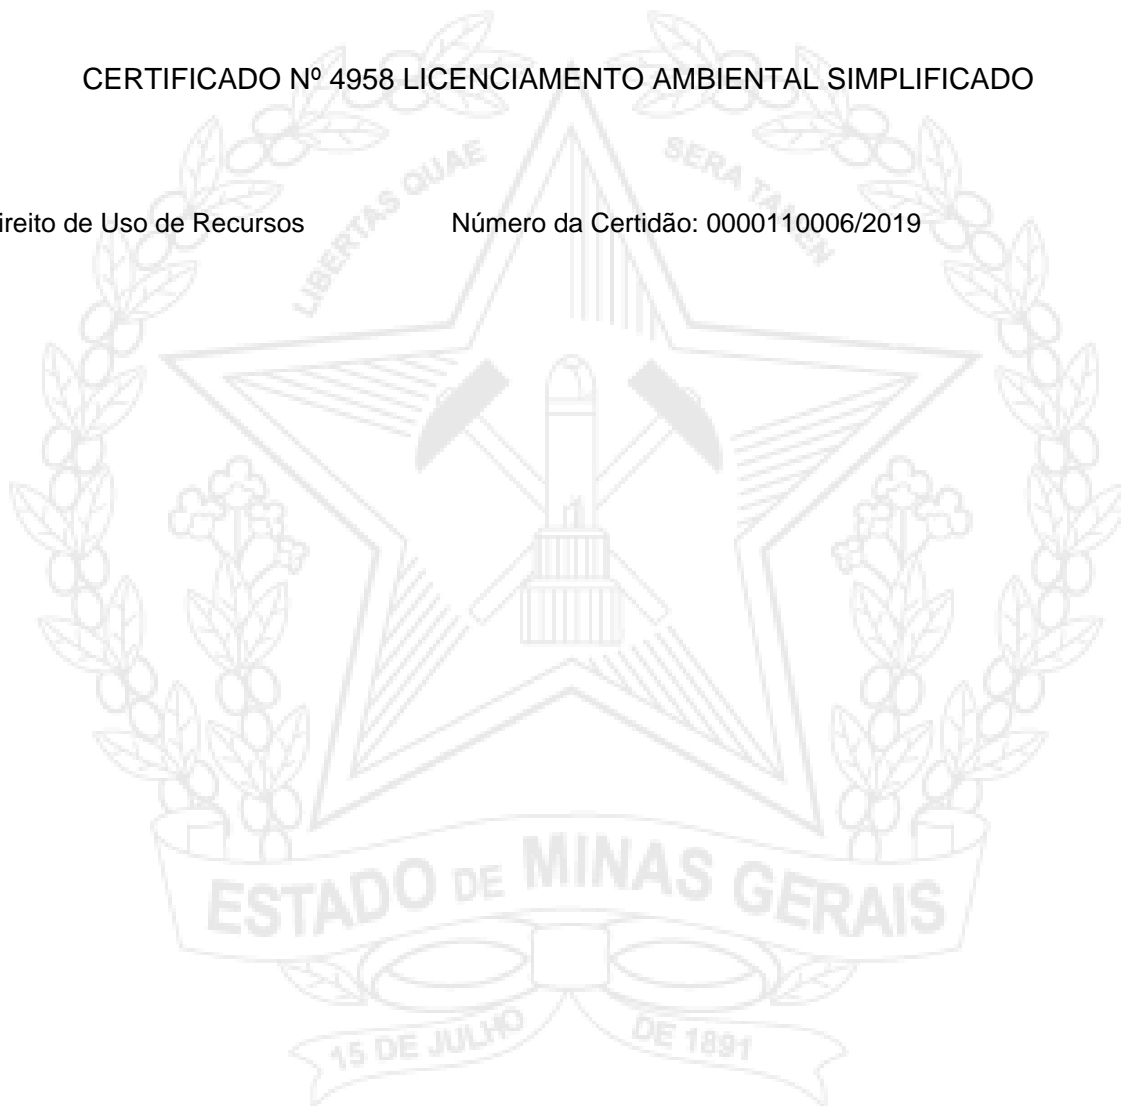 CERTIFICADO Nº 4958 LICENCIAMENTO AMBIENTAL SIMPLIFICADO
LIBERTAS QUAE SERA TAMEN
ireito de Uso de Recursos Número da Certidão: 0000110006/2019
ESTADO DE MINAS GERAIS
15 DE JULHO DE 1891